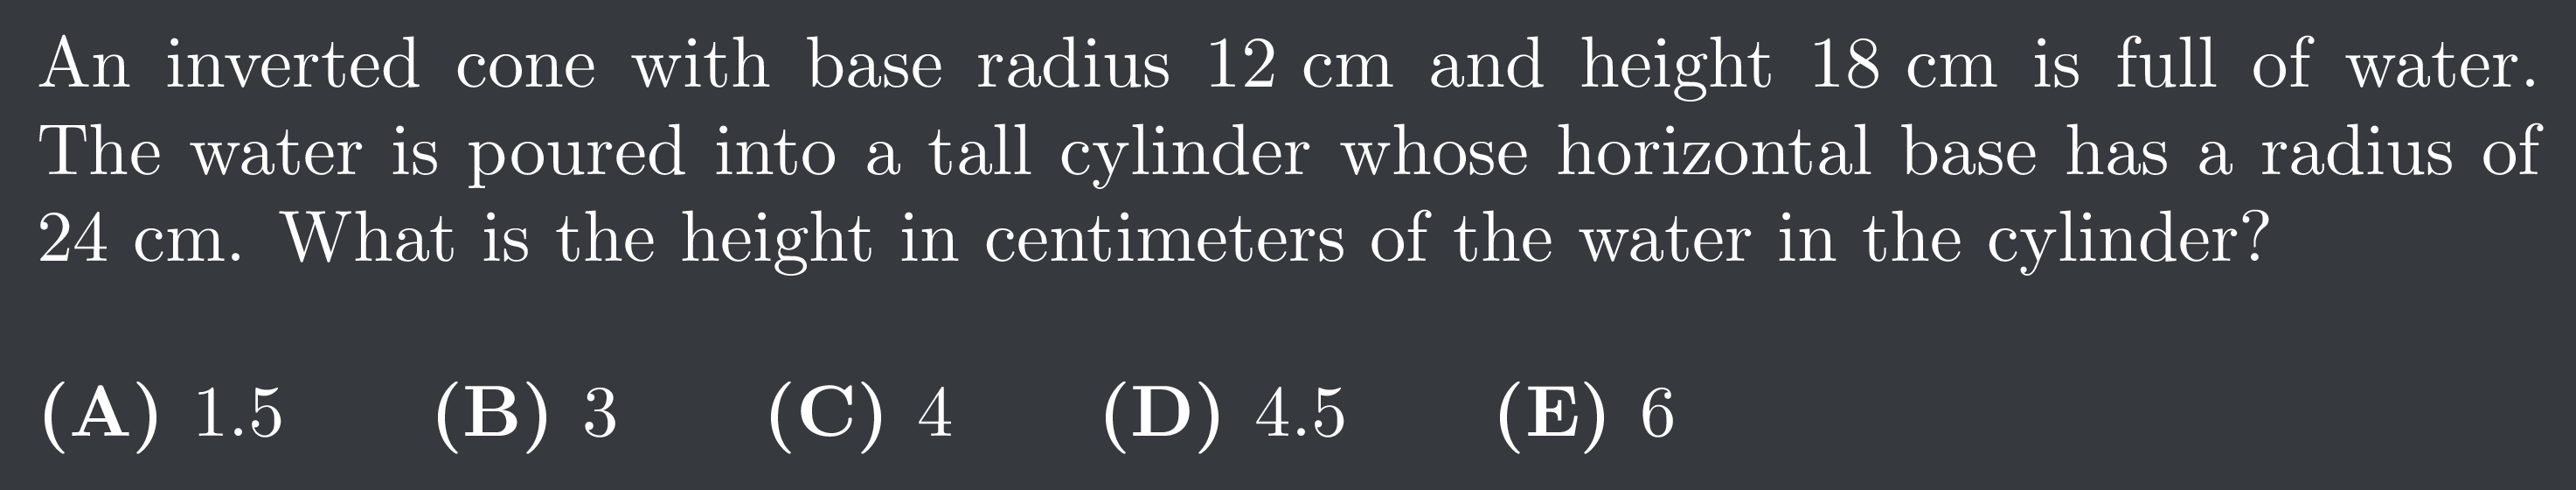 An inverted cone with base radius 12 cm and height 18 cm is full of water.
The water is poured into a tall cylinder whose horizontal base has a radius of
24 cm. What is the height in centimeters of the water in the cylinder?
(A) 1.5 (B) 3 (C) 4 (D) 4.5 (E) 6